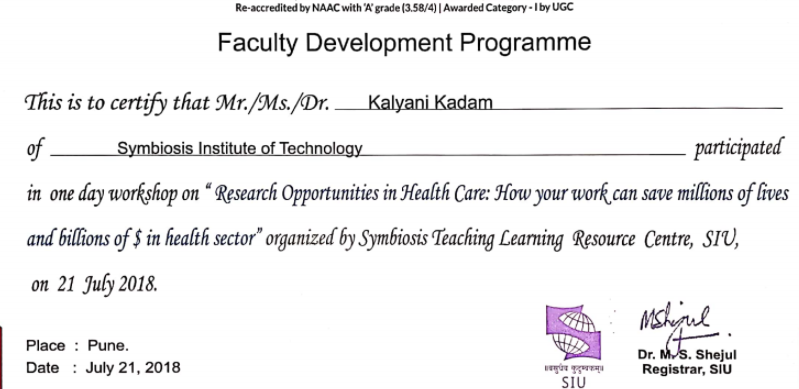 Re-accredited by NAAC with 'A' grade (3.58/4) | Awarded Category - I by UGC
Faculty Development Programme
This is to certify that Mr./Ms./Dr. Kalyani Kadam
of Symbiosis Institute of Technology participated
in one day workshop on “ Research Opportunities in Health Care: How your work can save millions of lives
and billions of $ in health sector” organized by Symbiosis Teaching Learning Resource Centre, SIU,
on 21 July 2018.
Place : Pune.
Date : July 21, 2018
॥वसुधैव कुटुम्बकम्॥
SIU
MShejul
Dr. M. S. Shejul
Registrar, SIU